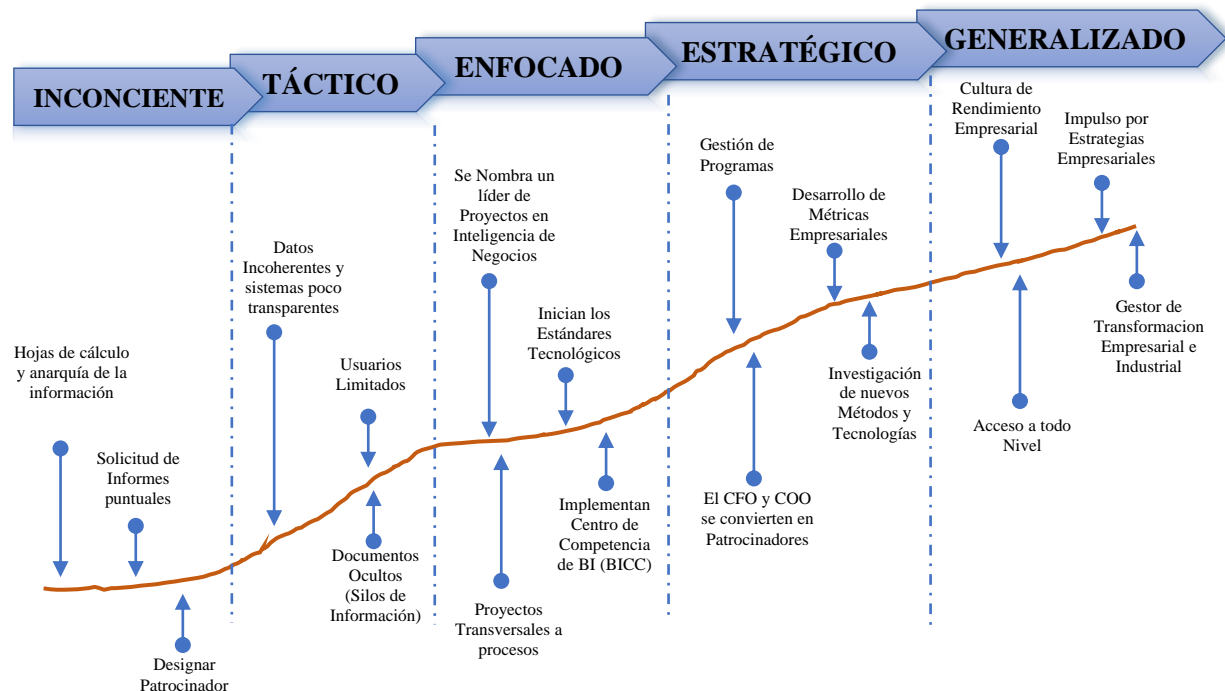 INCONCIENTE
TÁCTICO
ENFOCADO
ESTRATÉGICO
GENERALIZADO
Hojas de cálculo
y anarquía de la
información
Solicitud de
Informes
puntuales
Designar
Patrocinador
Datos
Incoherentes y
sistemas poco
transparentes
Usuarios
Limitados
Documentos
Ocultos
(Silos de
Información)
Se Nombra un
líder de
Proyectos en
Inteligencia de
Negocios
Inician los
Estándares
Tecnológicos
Proyectos
Transversales a
procesos
Implementan
Centro de
Competencia
de BI (BICC)
Gestión de
Programas
Desarrollo de
Métricas
Empresariales
El CFO y COO
se convierten en
Patrocinadores
Investigación
de nuevos
Métodos y
Tecnologías
Cultura de
Rendimiento
Empresarial
Impulso por
Estrategias
Empresariales
Acceso a todo
Nivel
Gestor de
Transformacion
Empresarial e
Industrial